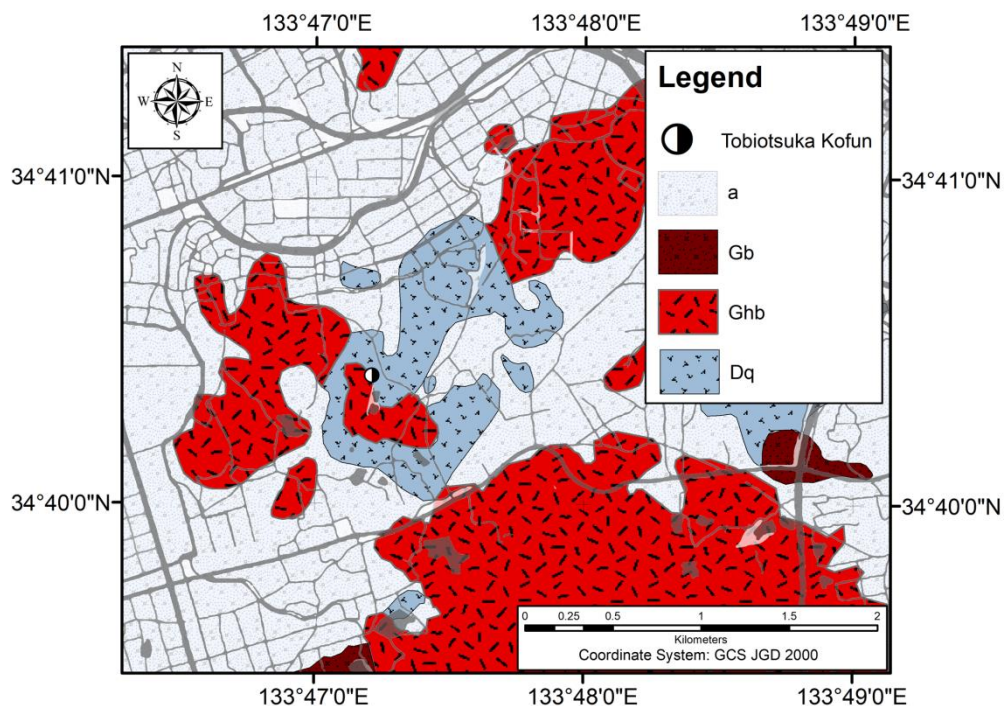 133°47'0"E 133°48'0"E 133°49'0"E
N
W E
S
Legend
Tobiotsuka Kofun
34°41'0"N 34°41'0"N
a
Gb
Ghb
Dq
34°40'0"N 34°40'0"N
0 0.25 0.5 1 1.5 2
Kilometers
Coordinate System: GCS JGD 2000
133°47'0"E 133°48'0"E 133°49'0"E